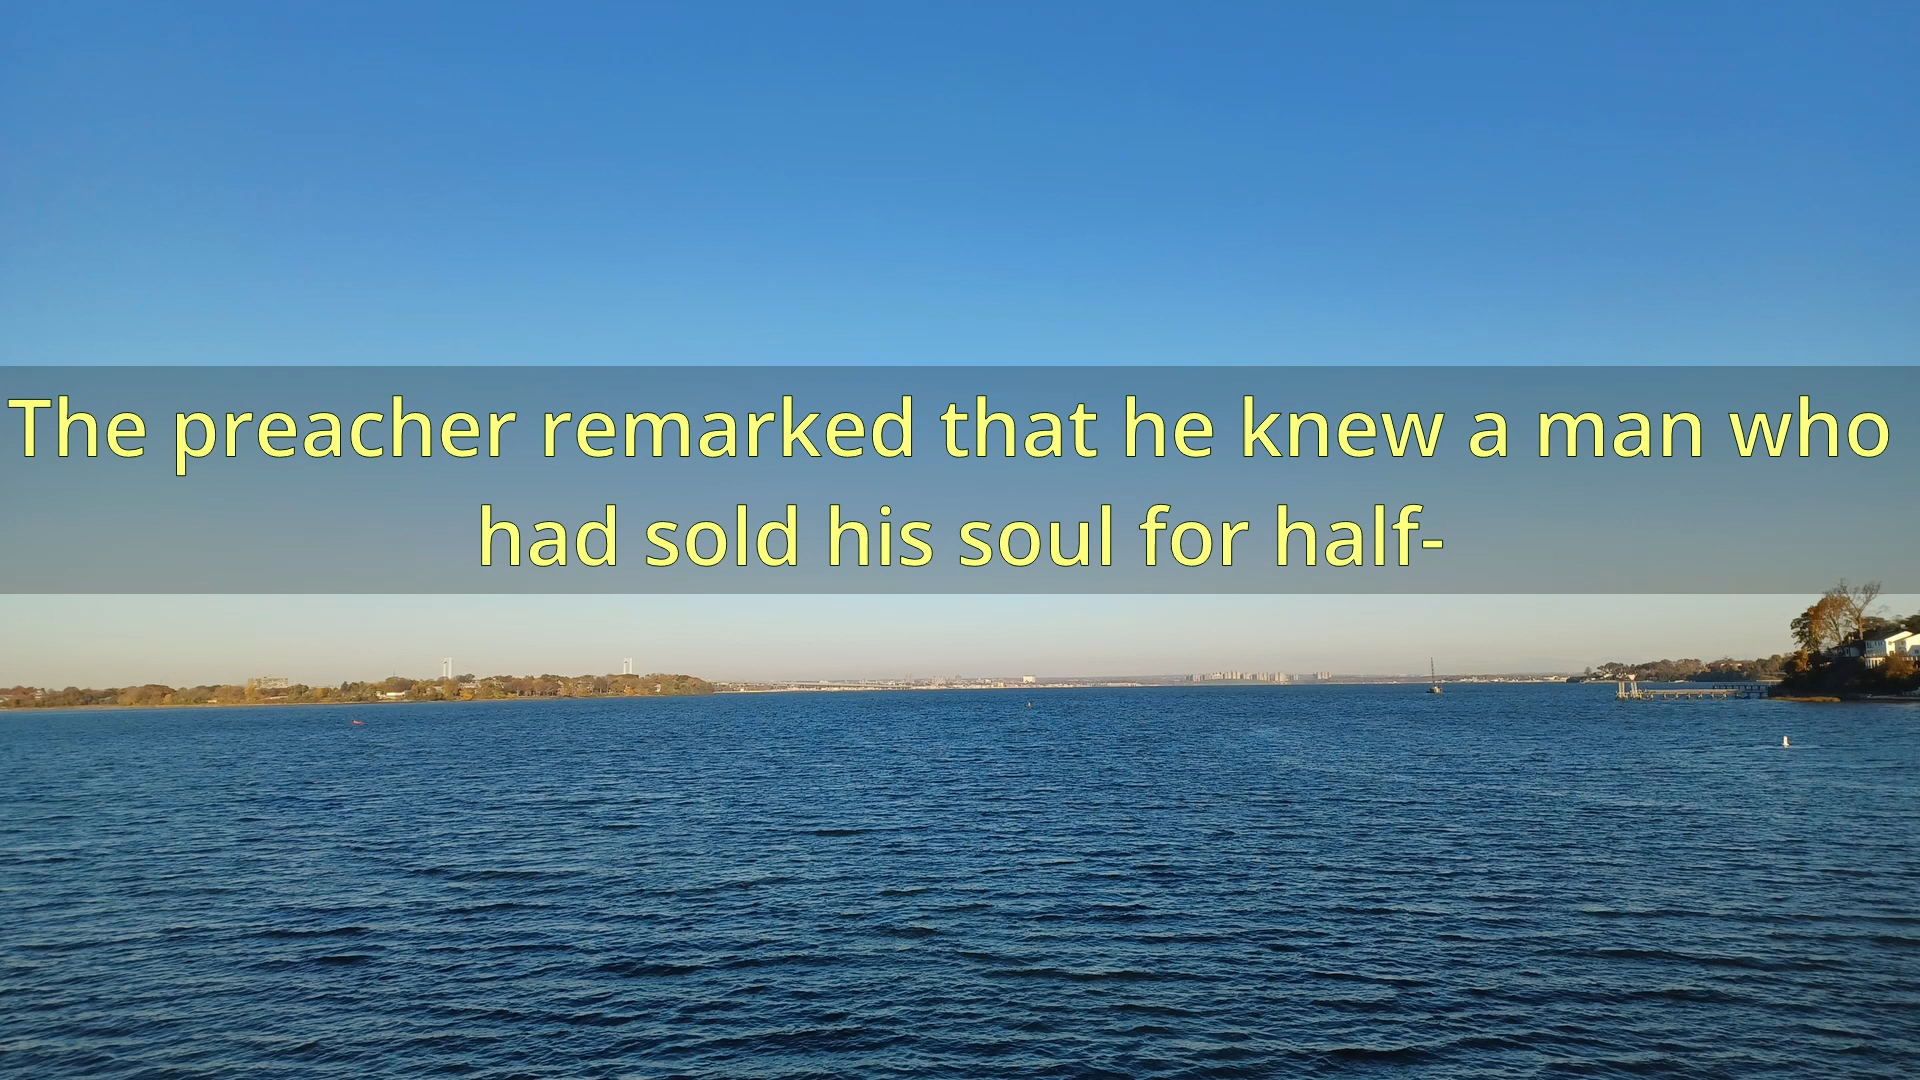 The preacher remarked that he knew a man who
had sold his soul for half-